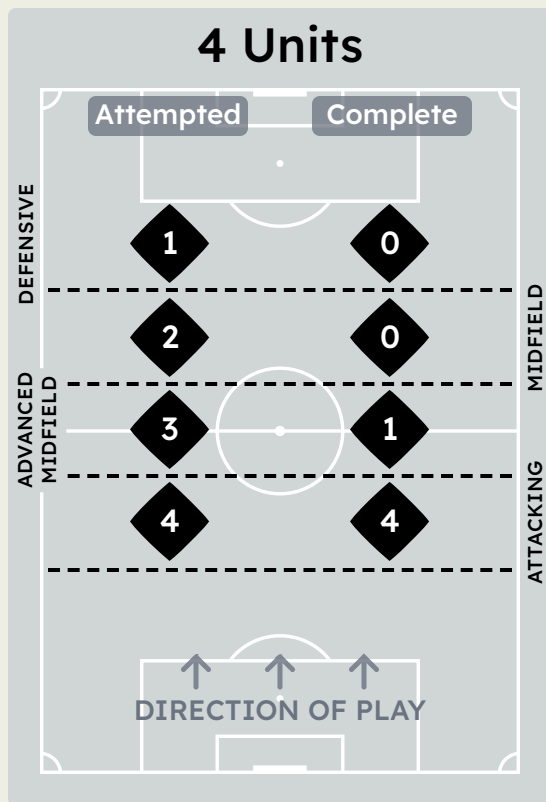 4 Units
Attempted Complete
DEFENSIVE
1 0
MIDFIELD
2 0
ADVANCED
MIDFIELD
3 1
ATTACKING
4 4
DIRECTION OF PLAY